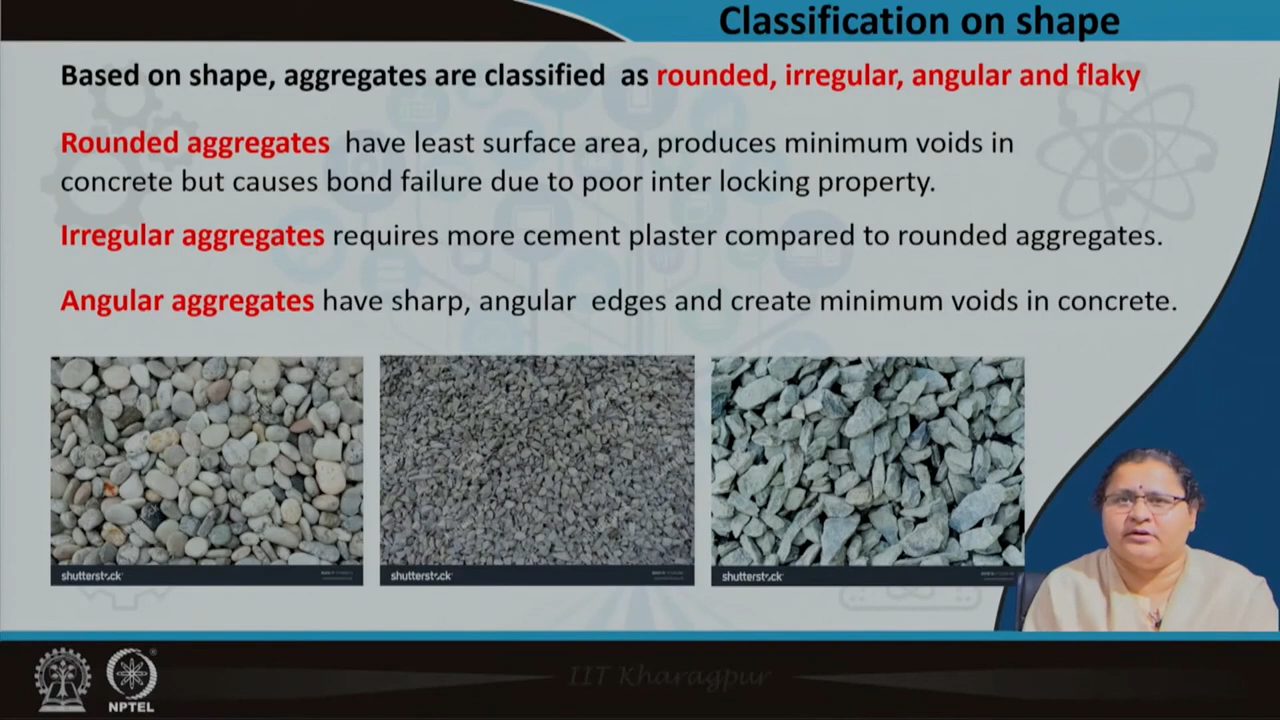 Classification on shape
Based on shape, aggregates are classified as rounded, irregular, angular and flaky
Rounded aggregates have least surface area, produces minimum voids in
concrete but causes bond failure due to poor inter locking property.
Irregular aggregates requires more cement plaster compared to rounded aggregates.
Angular aggregates have sharp, angular edges and create minimum voids in concrete.
shutterstock
shutterstock
shutterstock
IIT Kharagpur
NPTEL